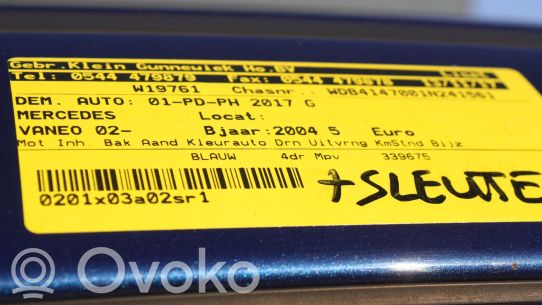 Gebr.Klein Gunnewiek Ho.BV
Tel: 0544 479879 Fax: 0544 479878
W19761 Chasnr.: WDB4147001N241561
DEM. AUTO: 01-PD-PH 2017 G
MERCEDES Locat:
VANEO 02- Bjaar:2004 5 Euro
Mot Inh. Bak Aand Kleurauto Drn Uitvrng KmStnd Bijz
BLAUW 4dr Mpv 339675
0201x03a02sr1
+SLEUTE
Ovoko